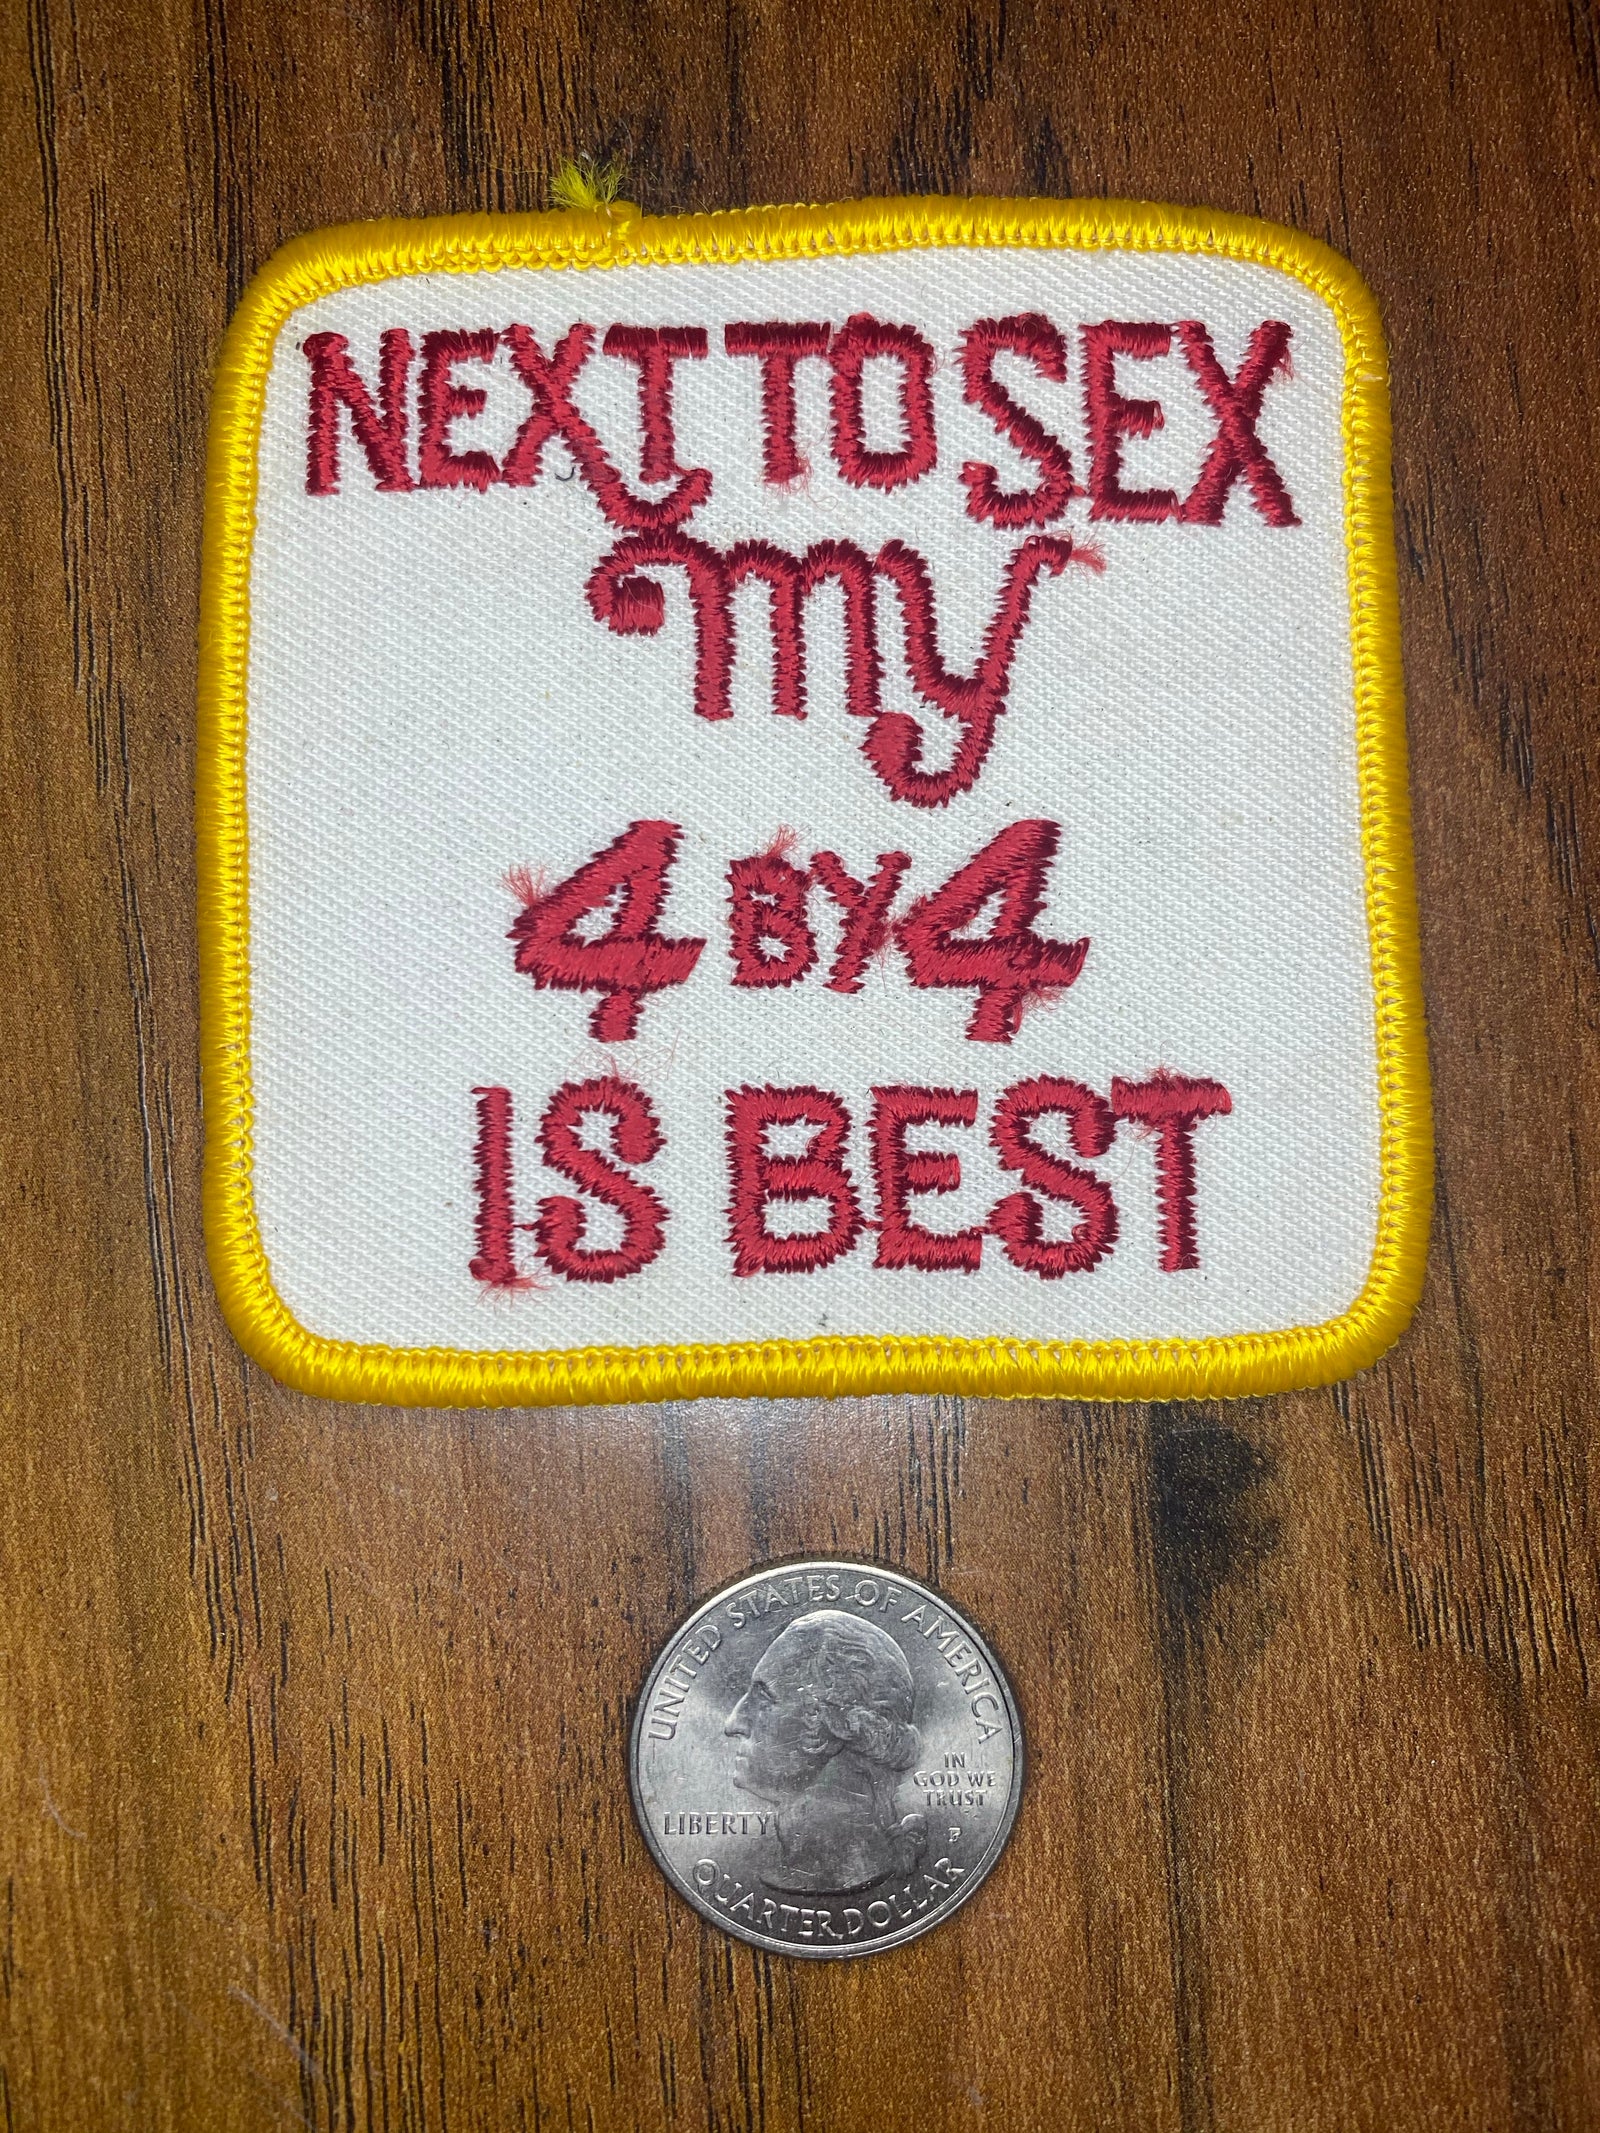 NEXT TO SEX
my
4 BY 4
IS BEST
UNITED STATES OF AMERICA
IN
GOD WE
TRUST
LIBERTY
P
QUARTER DOLLAR